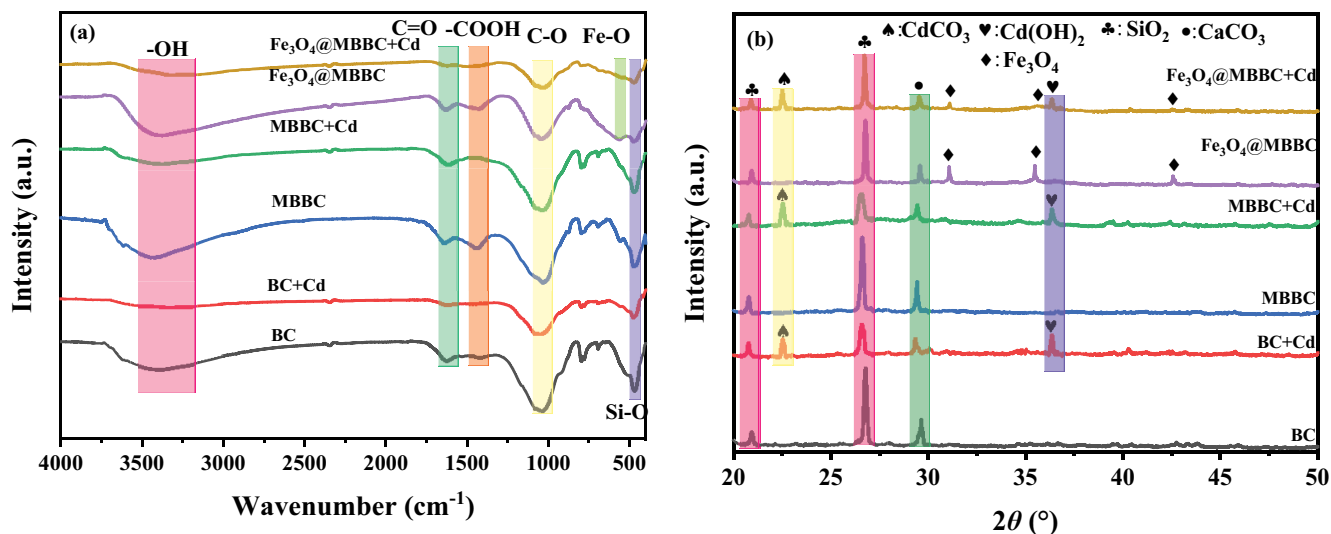 (a)
C=O -COOH C-O Fe-O
-OH
Fe₃O₄@MBBC+Cd
Fe₃O₄@MBBC
MBBC+Cd
MBBC
BC+Cd
BC
Si-O
Intensity (a.u.)
4000 3500 3000 2500 2000 1500 1000 500
Wavenumber (cm⁻¹)
(b)
♠:CdCO₃ ♥:Cd(OH)₂ ♣:SiO₂ ●:CaCO₃
♦:Fe₃O₄
Fe₃O₄@MBBC+Cd
Fe₃O₄@MBBC
MBBC+Cd
MBBC
BC+Cd
BC
Intensity (a.u.)
20 25 30 35 40 45 50
2θ (°)